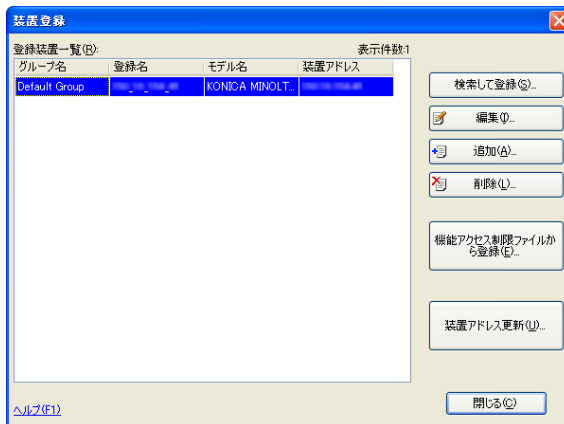 装置登録
登録装置一覧(R):
表示件数:1
グループ名 登録名 モデル名 装置アドレス
Default Group KONICA MINOLT...
検索して登録(S)...
編集(I)...
追加(A)...
削除(L)...
機能アクセス制限ファイルか
ら登録(E)...
装置アドレス更新(U)...
ヘルプ(F1)
閉じる(C)